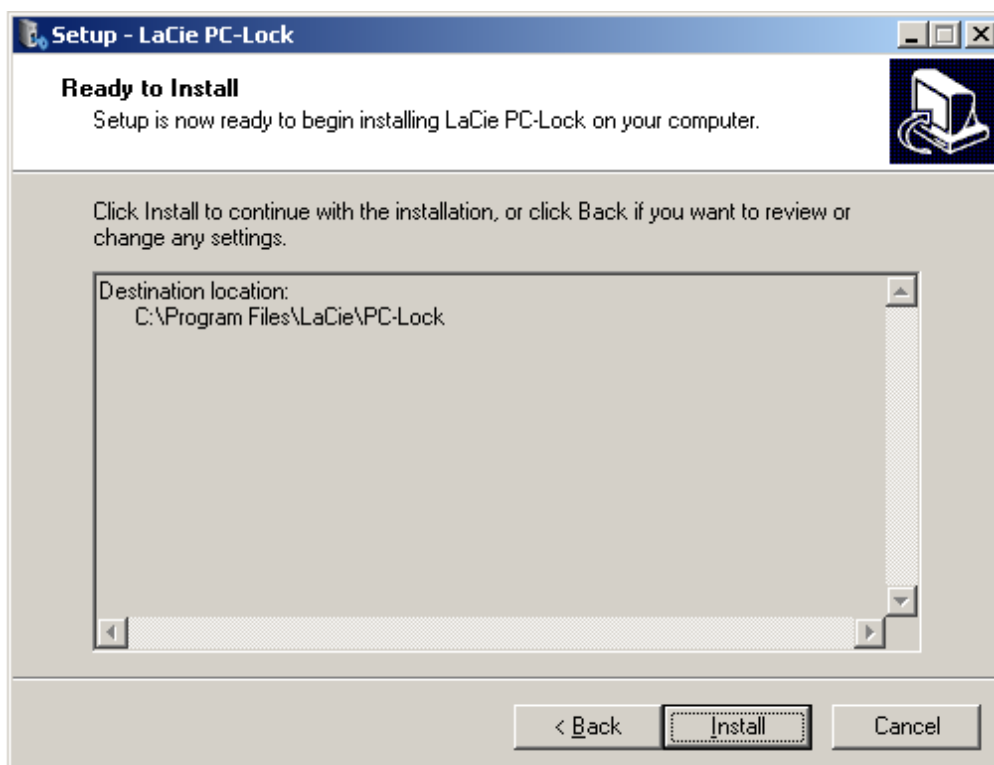 Setup - LaCie PC-Lock
Ready to Install
Setup is now ready to begin installing LaCie PC-Lock on your computer.
Click Install to continue with the installation, or click Back if you want to review or
change any settings.
Destination location:
C:\Program Files\LaCie\PC-Lock
< Back
Install
Cancel